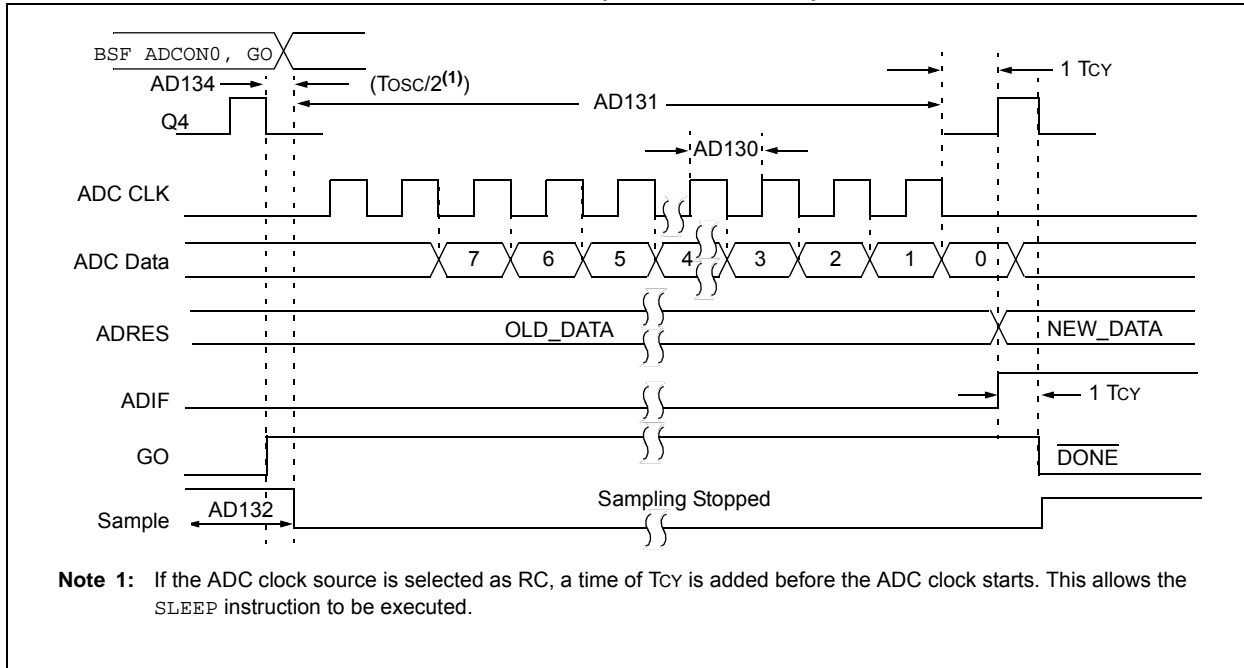 BSF ADCON0, GO
AD134
(TOSC/2(1))
1 TCY
AD131
Q4
AD130
ADC CLK
ADC Data
7
6
5
4
3
2
1
0
ADRES
OLD_DATA
NEW_DATA
ADIF
1 TCY
GO
DONE
Sample
AD132
Sampling Stopped
Note 1: If the ADC clock source is selected as RC, a time of TCY is added before the ADC clock starts. This allows the
SLEEP instruction to be executed.